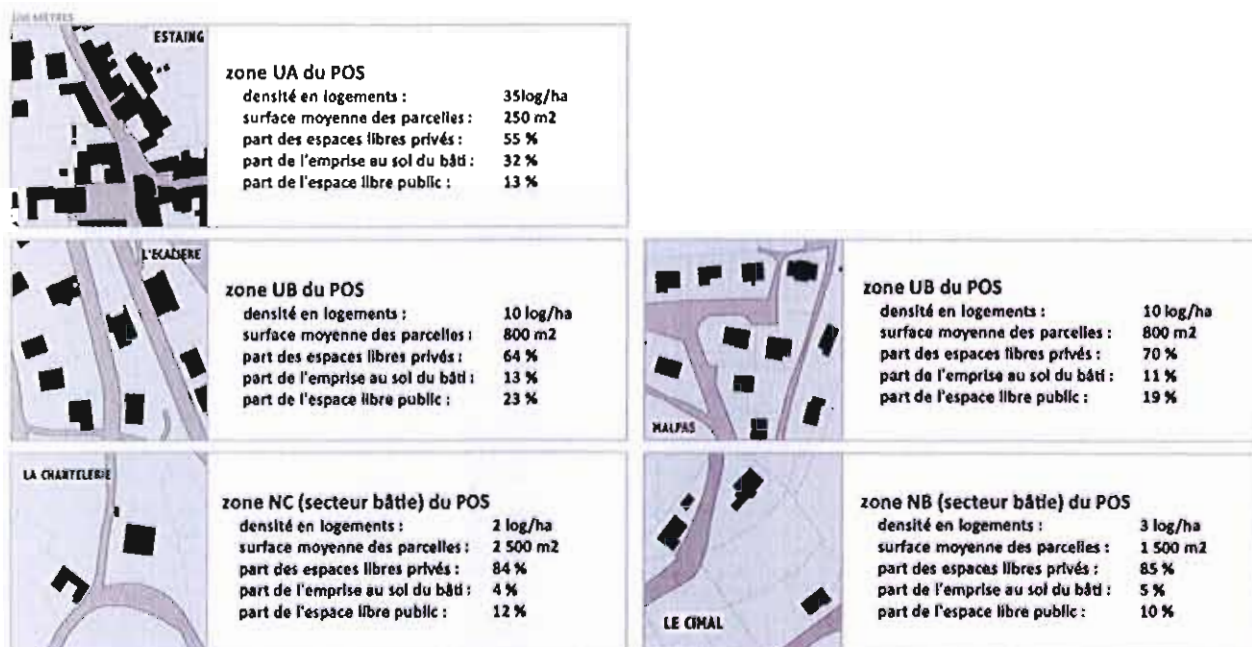 100 MÈTRES
ESTAING
zone UA du POS
densité en logements : 35log/ha
surface moyenne des parcelles : 250 m2
part des espaces libres privés : 55 %
part de l'emprise au sol du bâti : 32 %
part de l'espace libre public : 13 %
L'ECALIERE
zone UB du POS
densité en logements : 10 log/ha
surface moyenne des parcelles : 800 m2
part des espaces libres privés : 64 %
part de l'emprise au sol du bâti : 13 %
part de l'espace libre public : 23 %
MALPAS
zone UB du POS
densité en logements : 10 log/ha
surface moyenne des parcelles : 800 m2
part des espaces libres privés : 70 %
part de l'emprise au sol du bâti : 11 %
part de l'espace libre public : 19 %
LA CHANTELERIE
zone NC (secteur bâtie) du POS
densité en logements : 2 log/ha
surface moyenne des parcelles : 2 500 m2
part des espaces libres privés : 84 %
part de l'emprise au sol du bâti : 4 %
part de l'espace libre public : 12 %
LE CIMAL
zone NB (secteur bâtie) du POS
densité en logements : 3 log/ha
surface moyenne des parcelles : 1 500 m2
part des espaces libres privés : 85 %
part de l'emprise au sol du bâti : 5 %
part de l'espace libre public : 10 %